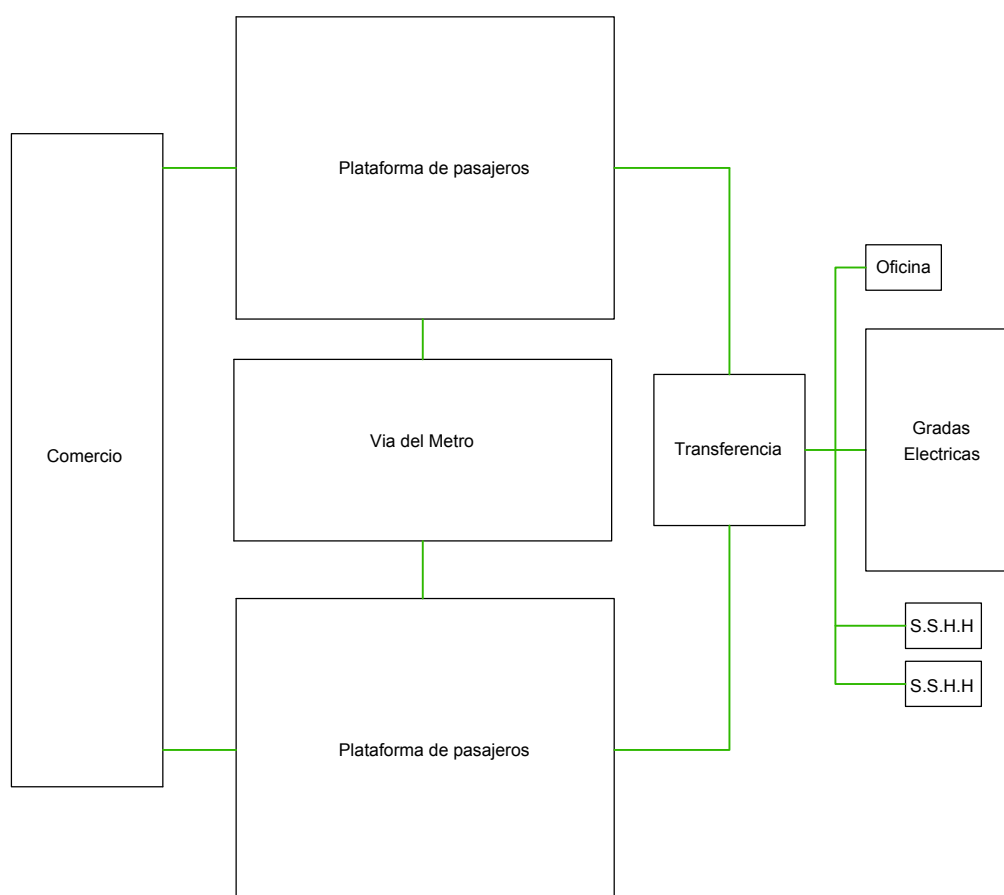 Plataforma de pasajeros
Oficina
Comercio
Via del Metro
Transferencia
Gradas
Electricas
S.S.H.H
S.S.H.H
Plataforma de pasajeros